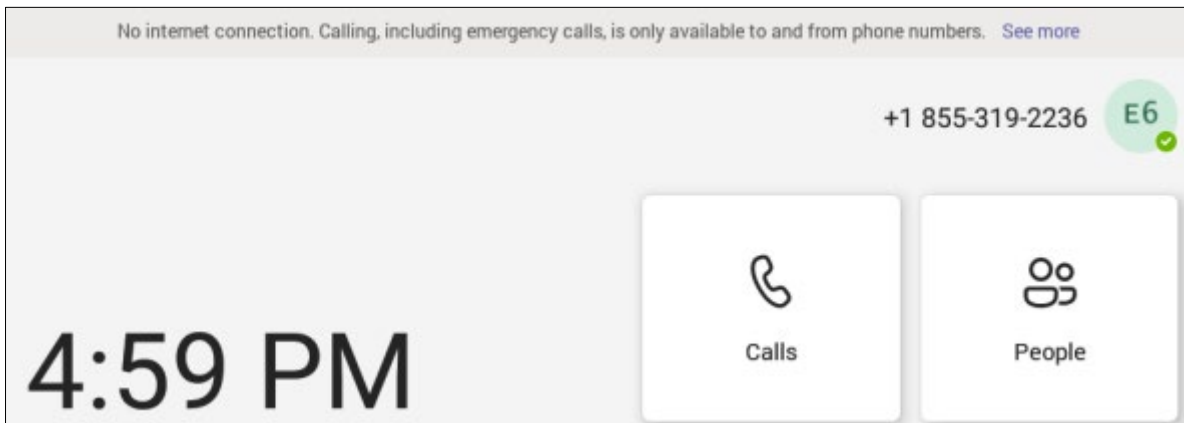 No internet connection. Calling, including emergency calls, is only available to and from phone numbers. See more
+1 855-319-2236 E6
Calls People
4:59 PM